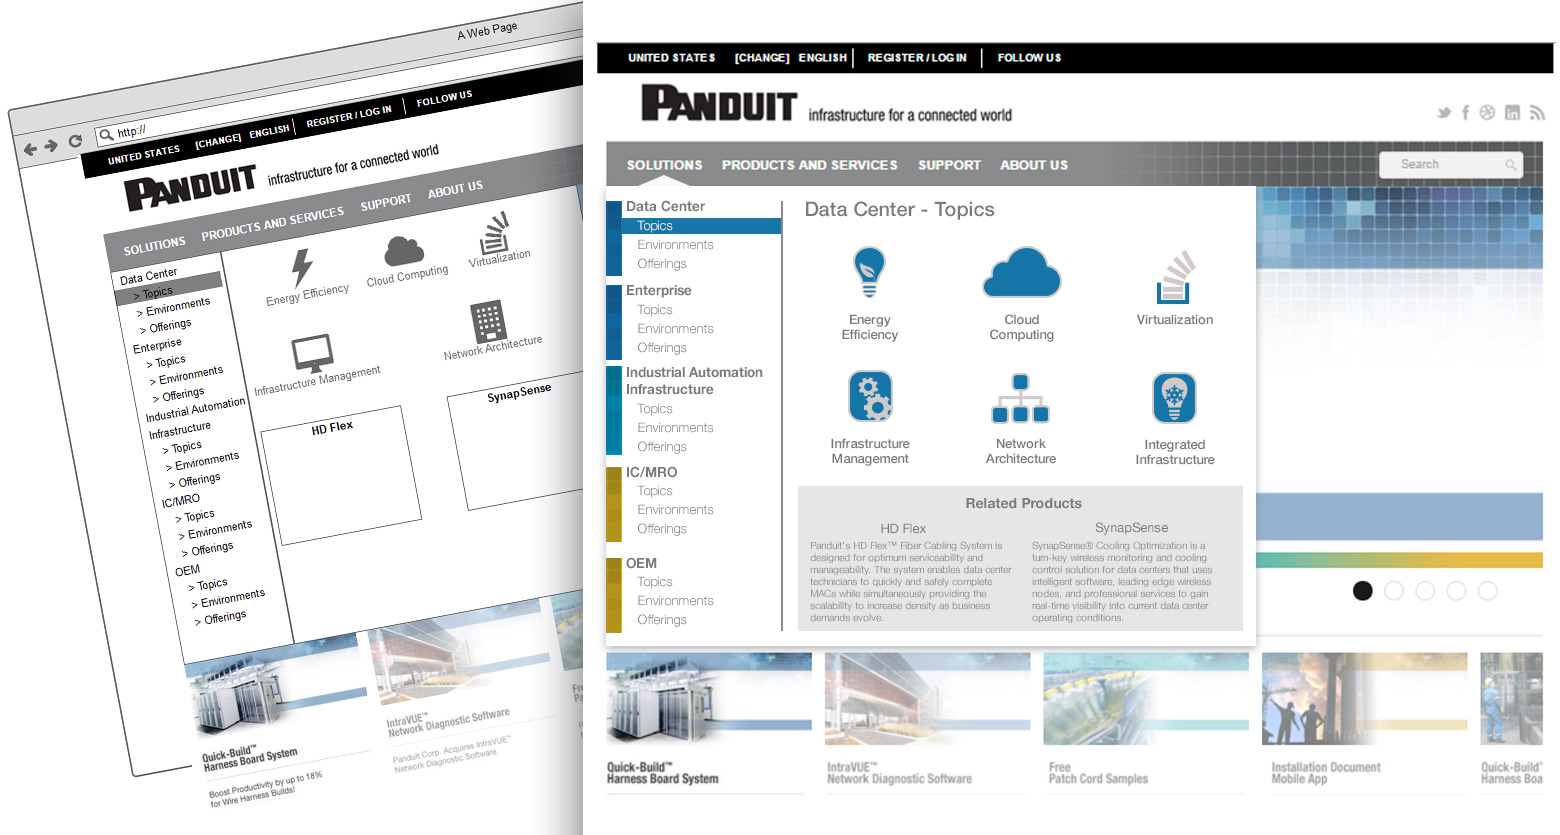 A Web Page
http://
UNITED STATES [CHANGE] ENGLISH REGISTER / LOG IN FOLLOW US
PANDUIT infrastructure for a connected world
SOLUTIONS PRODUCTS AND SERVICES SUPPORT ABOUT US
Data Center
> Topics
> Environments
> Offerings
Enterprise
> Topics
> Environments
> Offerings
Industrial Automation
Infrastructure
> Topics
> Environments
> Offerings
IC/MRO
> Topics
> Environments
> Offerings
OEM
> Topics
> Environments
> Offerings
Energy Efficiency
Cloud Computing
Virtualization
Infrastructure Management
Network Architecture
HD Flex
SynapSense
Quick-Build™
Harness Board System
Boost Productivity by up to 18%
for Wire Harness Builds!
IntraVUE™
Network Diagnostic Software
Panduit Corp. Acquires IntraVUE™
Network Diagnostic Software
UNITED STATES [CHANGE] ENGLISH REGISTER / LOG IN FOLLOW US
PANDUIT infrastructure for a connected world
SOLUTIONS PRODUCTS AND SERVICES SUPPORT ABOUT US Search
Data Center
Topics
Environments
Offerings
Enterprise
Topics
Environments
Offerings
Industrial Automation
Infrastructure
Topics
Environments
Offerings
IC/MRO
Topics
Environments
Offerings
OEM
Topics
Environments
Offerings
Data Center - Topics
Energy
Efficiency
Cloud
Computing
Virtualization
Infrastructure
Management
Network
Architecture
Integrated
Infrastructure
Related Products
HD Flex
Panduit's HD Flex™ Fiber Cabling System is
designed for optimum serviceability and
manageability. The system enables data center
technicians to quickly and safely complete
MACs while simultaneously providing the
scalability to increase density as business
demands evolve.
SynapSense
SynapSense® Cooling Optimization is a
turn-key wireless monitoring and cooling
control solution for data centers that uses
intelligent software, leading edge wireless
nodes, and professional services to gain
real-time visibility into current data center
operating conditions.
Quick-Build™
Harness Board System
IntraVUE™
Network Diagnostic Software
Free
Patch Cord Samples
Installation Document
Mobile App
Quick-Build
Harness Boa